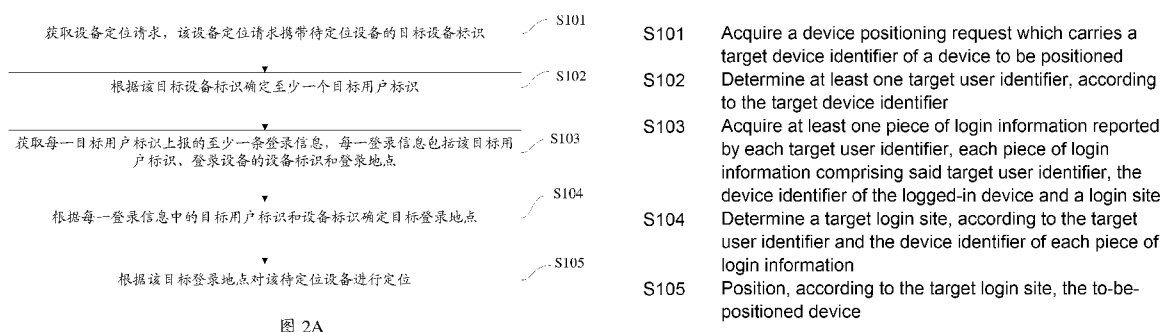 获取设备定位请求，该设备定位请求携带待定位设备的目标设备标识
S101
根据该目标设备标识确定至少一个目标用户标识
S102
获取每一目标用户标识上报的至少一条登录信息，每一登录信息包括该目标用
户标识、登录设备的设备标识和登录地点
S103
根据每一登录信息中的目标用户标识和设备标识确定目标登录地点
S104
根据该目标登录地点对该待定位设备进行定位
S105
图 2A
S101 Acquire a device positioning request which carries a
target device identifier of a device to be positioned
S102 Determine at least one target user identifier, according
to the target device identifier
S103 Acquire at least one piece of login information reported
by each target user identifier, each piece of login
information comprising said target user identifier, the
device identifier of the logged-in device and a login site
S104 Determine a target login site, according to the target
user identifier and the device identifier of each piece of
login information
S105 Position, according to the target login site, the to-be-
positioned device